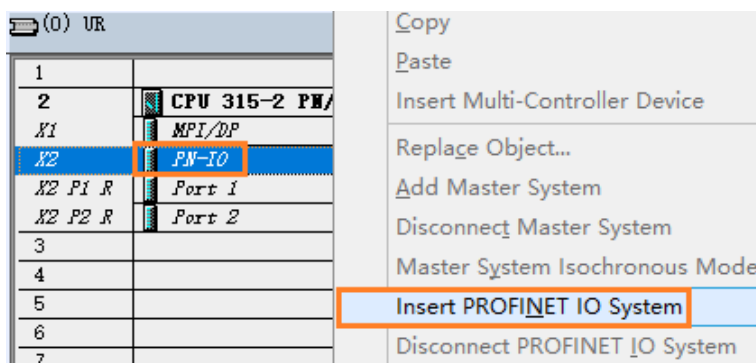 (0) UR
1
2 CPU 315-2 PN/
X1 MPI/DP
X2 PN-IO
X2 P1 R Port 1
X2 P2 R Port 2
3
4
5
6
7
Copy
Paste
Insert Multi-Controller Device
Replace Object...
Add Master System
Disconnect Master System
Master System Isochronous Mode
Insert PROFINET IO System
Disconnect PROFINET IO System